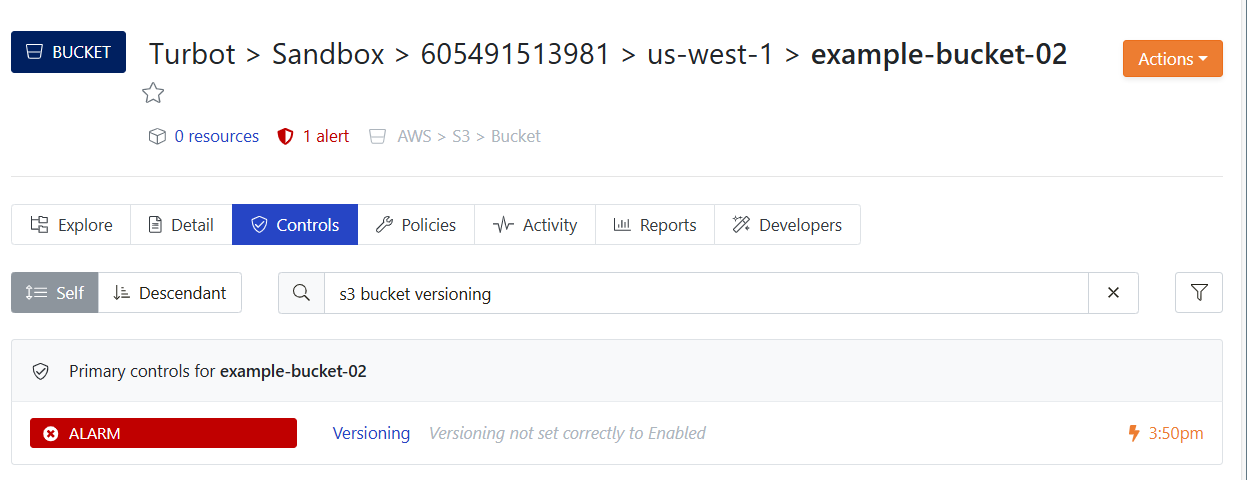 BUCKET
Turbot > Sandbox > 605491513981 > us-west-1 > example-bucket-02
Actions
0 resources 1 alert AWS > S3 > Bucket
Explore Detail Controls Policies Activity Reports Developers
Self Descendant s3 bucket versioning
Primary controls for example-bucket-02
ALARM Versioning Versioning not set correctly to Enabled 3:50pm